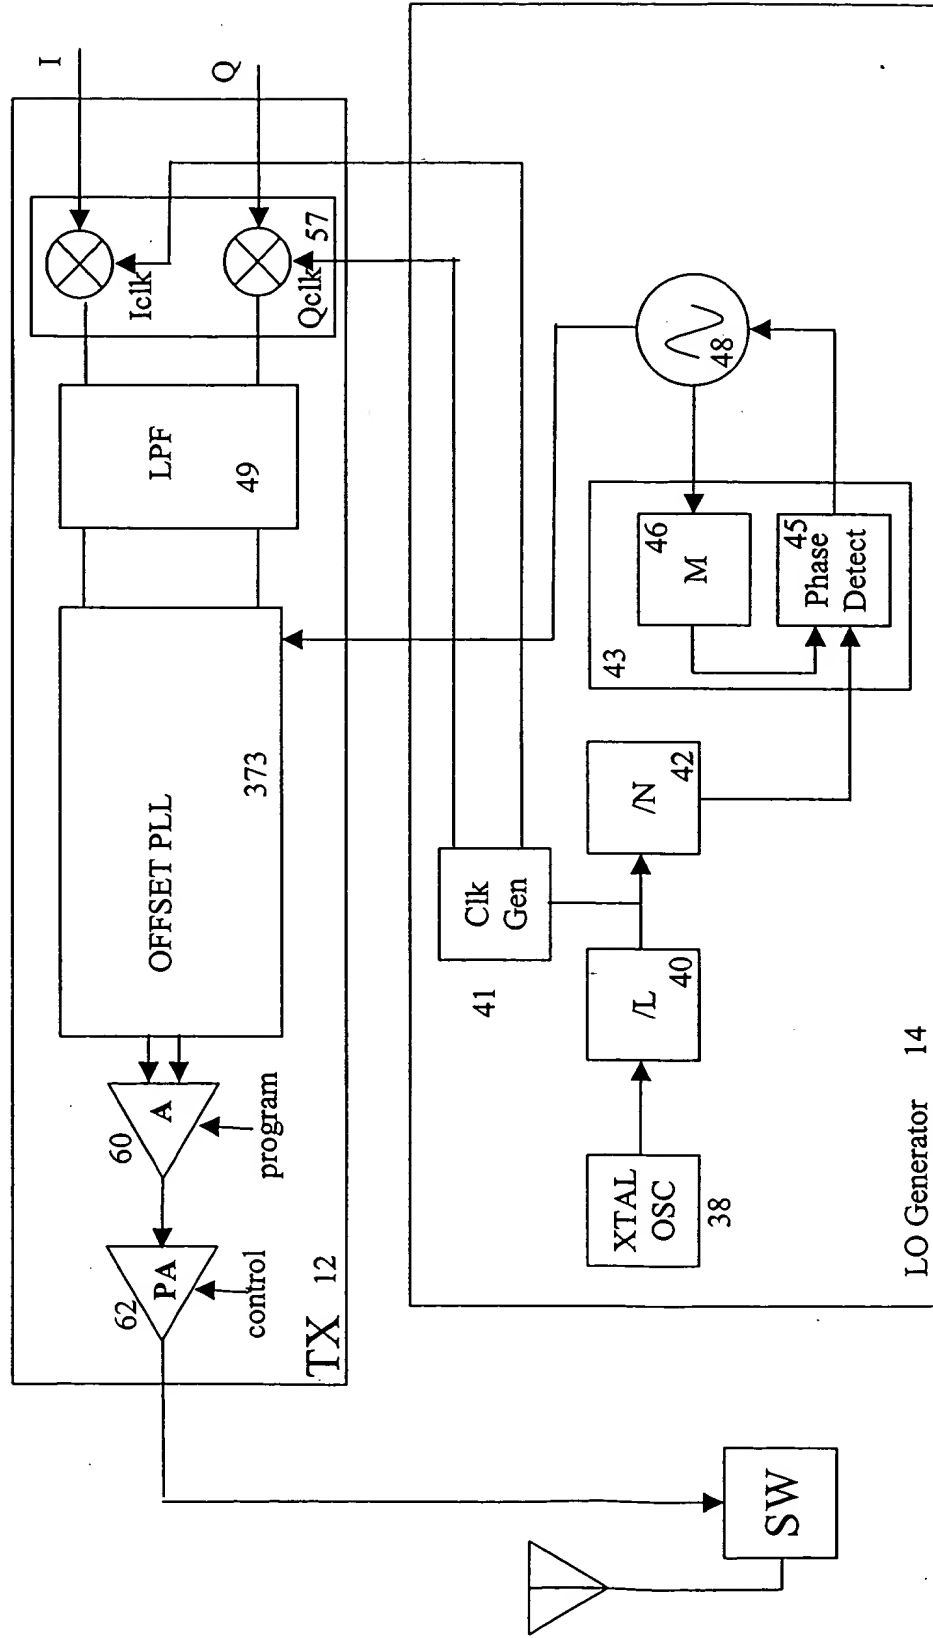 I
Q
Iclk
Qclk
57
LPF
49
OFFSET PLL
373
A
60
program
PA
62
control
TX 12
SW
Clk
Gen
41
XTAL
OSC
38
/L
40
/N
42
43
M
46
Phase
Detect
45
48
LO Generator 14